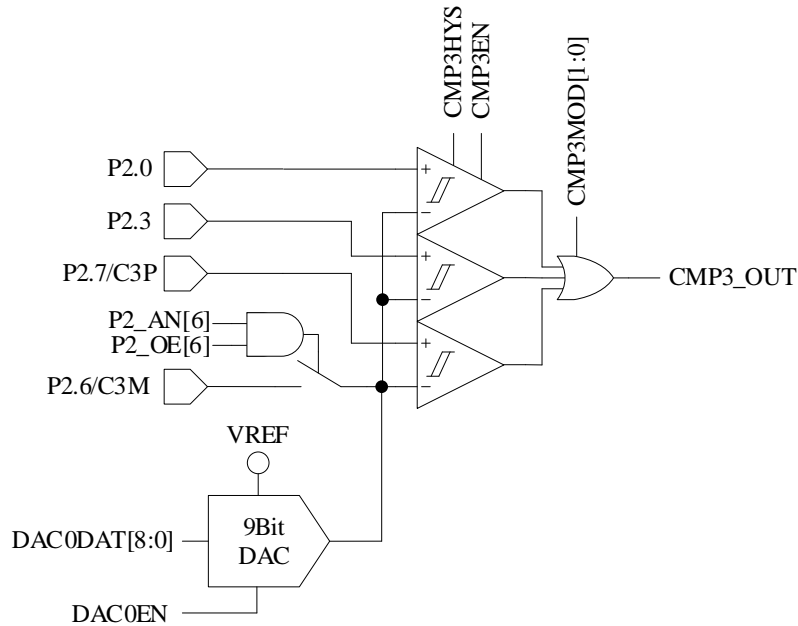 CMP3HYS
CMP3EN
CMP3MOD[1:0]
P2.0
+
−
P2.3
+
−
P2.7/C3P
CMP3_OUT
P2_AN[6]
P2_OE[6]
+
−
P2.6/C3M
VREF
DAC0DAT[8:0]
9Bit
DAC
DAC0EN